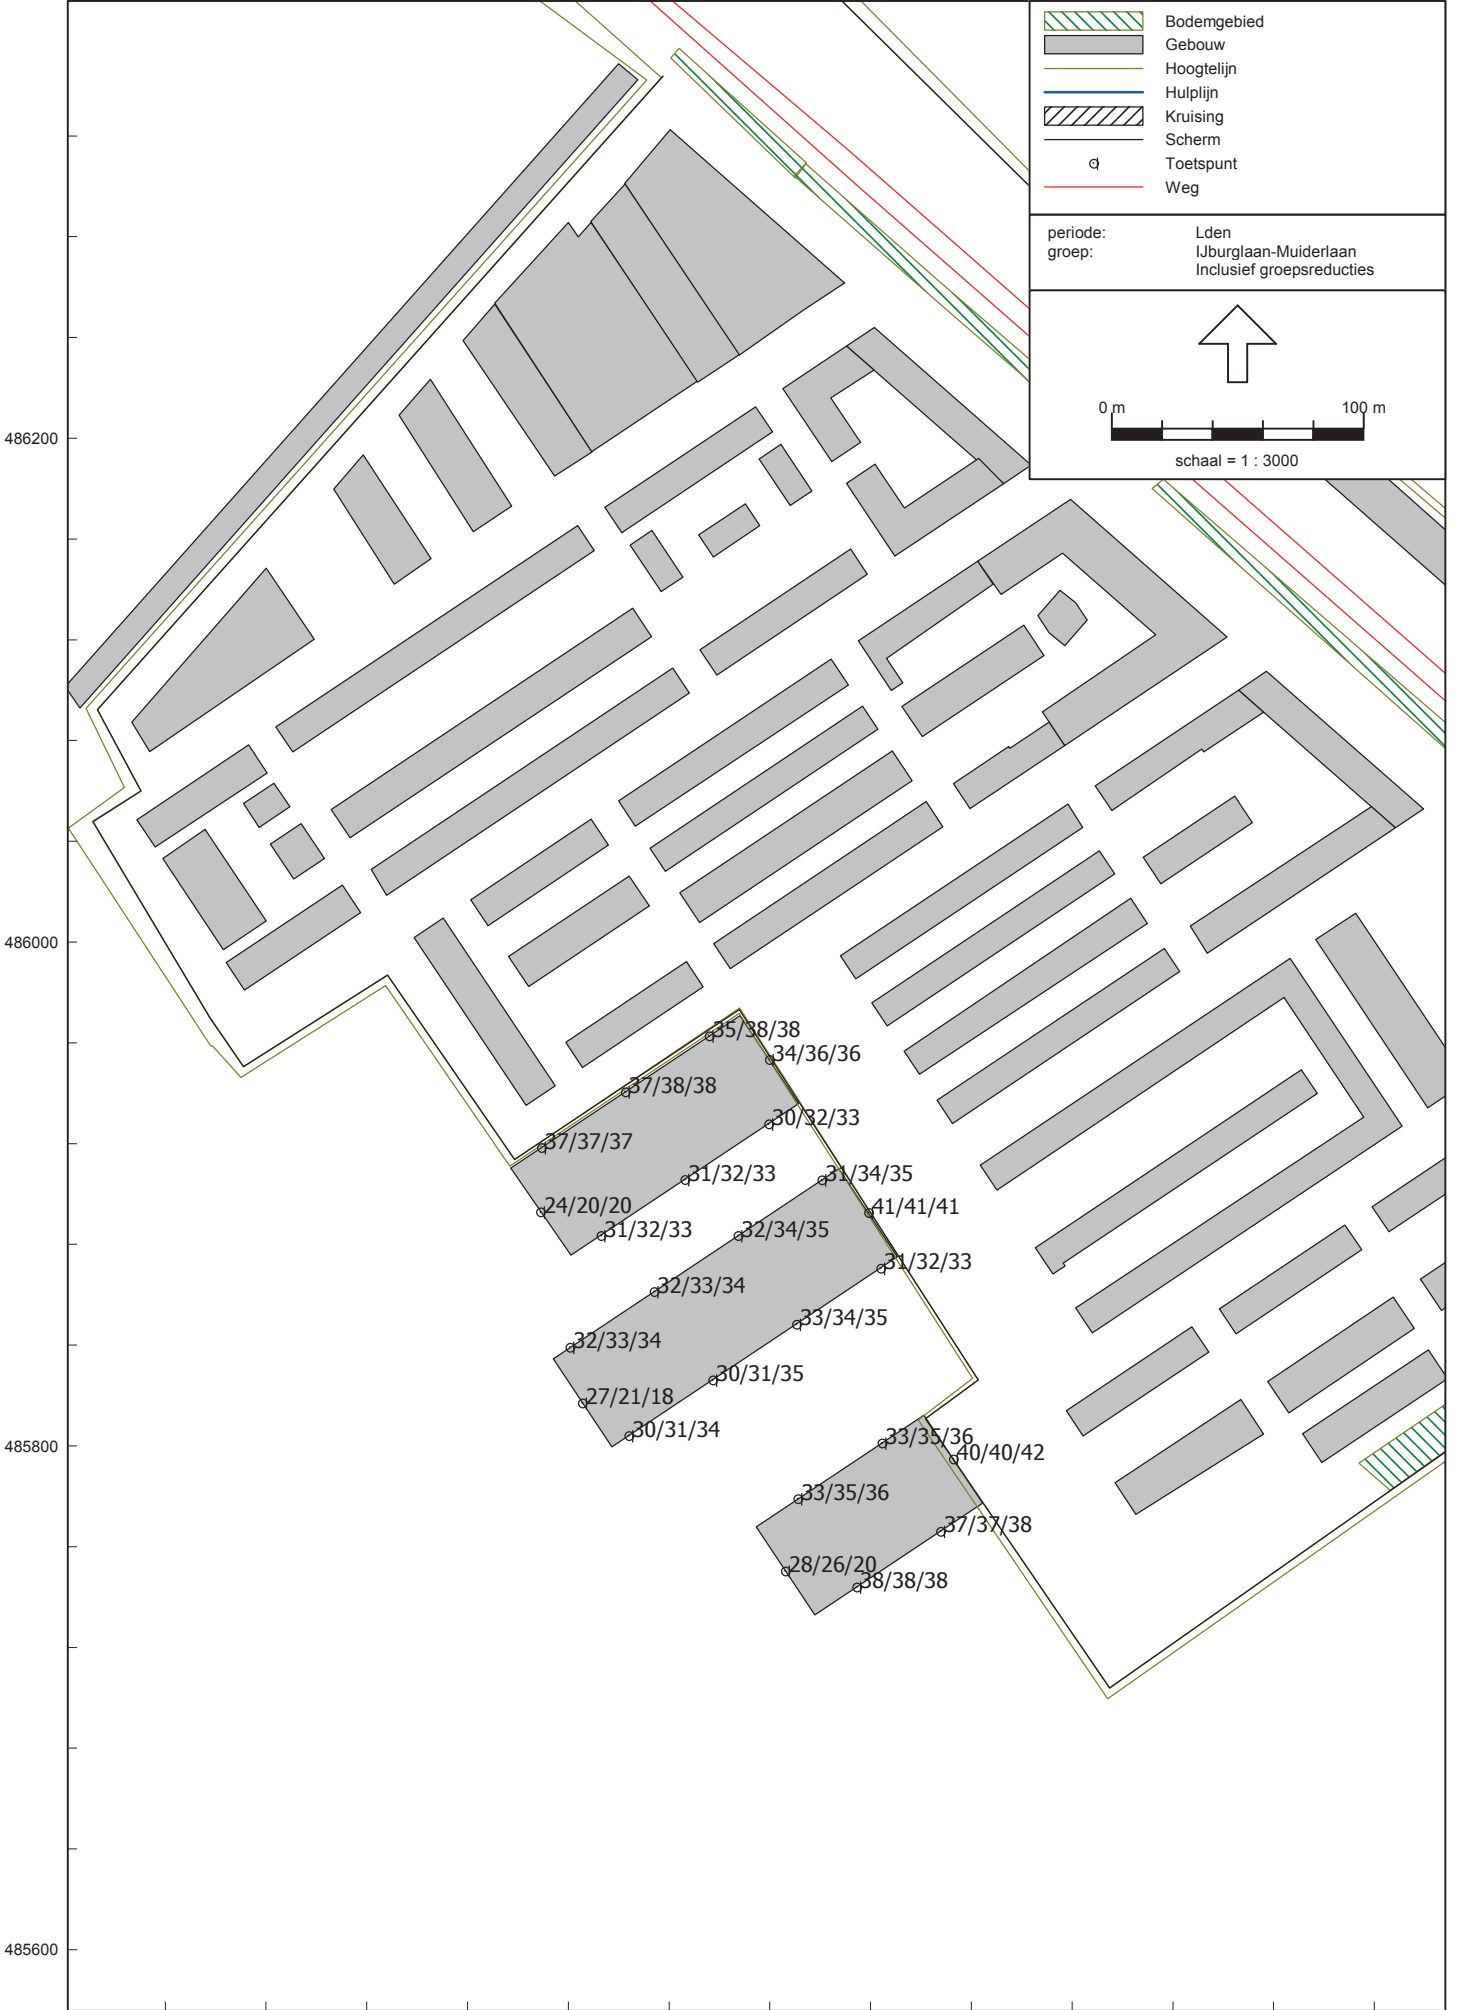 Bodemgebied
Gebouw
Hoogtelijn
Hulplijn
Kruising
Scherm
Toetspunt
Weg
periode: Lden
groep: IJburglaan-Muiderlaan
Inclusief groepsreducties
0 m 100 m
schaal = 1 : 3000
486200
486000
35/38/38
34/36/36
37/38/38
30/32/33
37/37/37
31/32/33
31/34/35
24/20/20
41/41/41
31/32/33
32/34/35
31/32/33
32/33/34
33/34/35
32/33/34
30/31/35
27/21/18
30/31/34
485800
33/35/36
40/40/42
33/35/36
37/37/38
28/26/20
38/38/38
485600